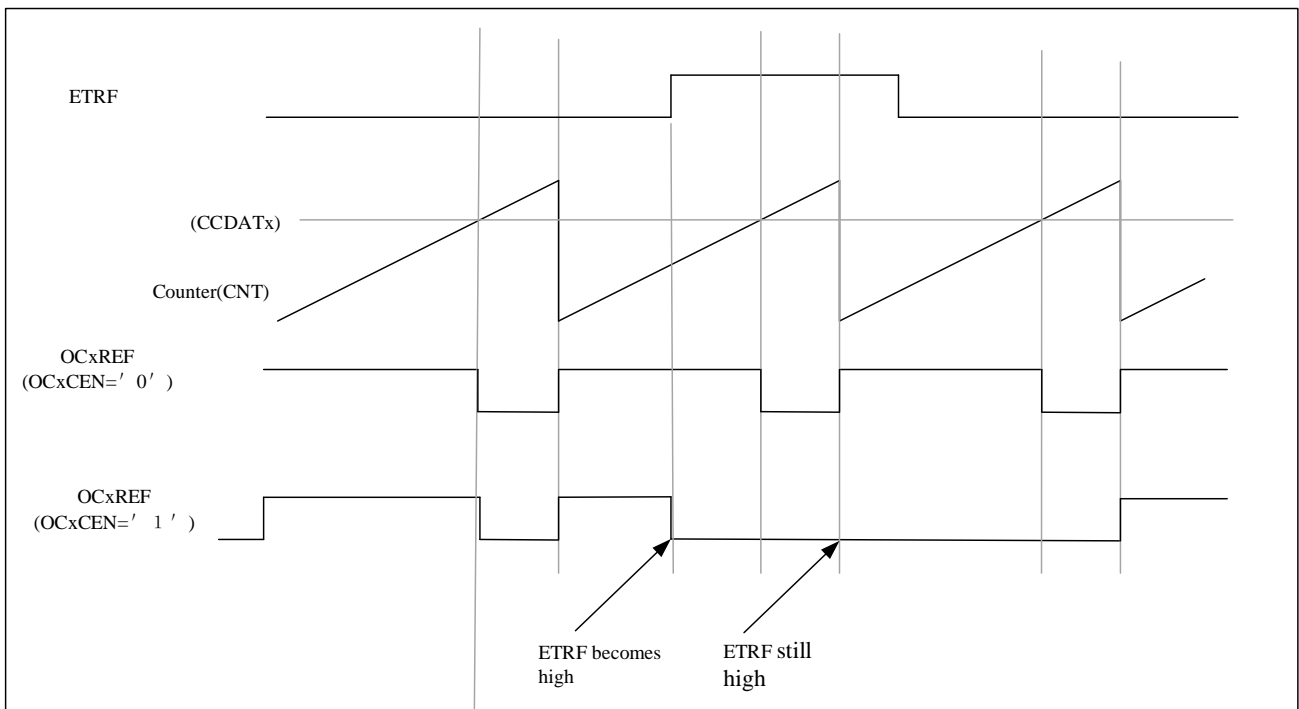 ETRF
(CCDATx)
Counter(CNT)
OCxREF
(OCxCEN=′ 0′ )
OCxREF
(OCxCEN=′ 1 ′ )
ETRF becomes
high
ETRF still
high